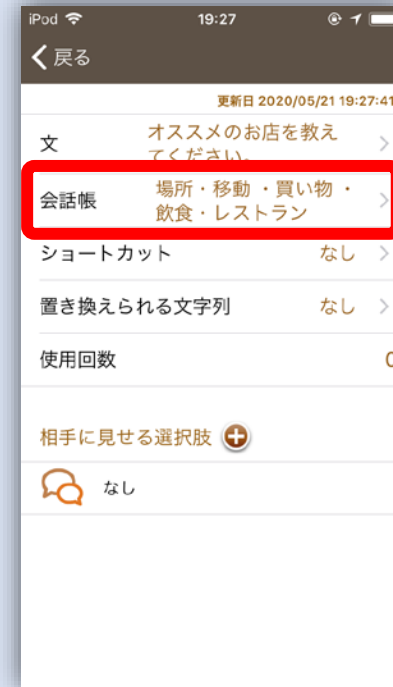 iPod 19:27
戻る
更新日 2020/05/21 19:27:41
文 オススメのお店を教え
てください。 
会話帳 場所・移動 ・買い物 ・
飲食・レストラン
ショートカット なし
置き換えられる文字列 なし
使用回数 0
相手に見せる選択肢
なし